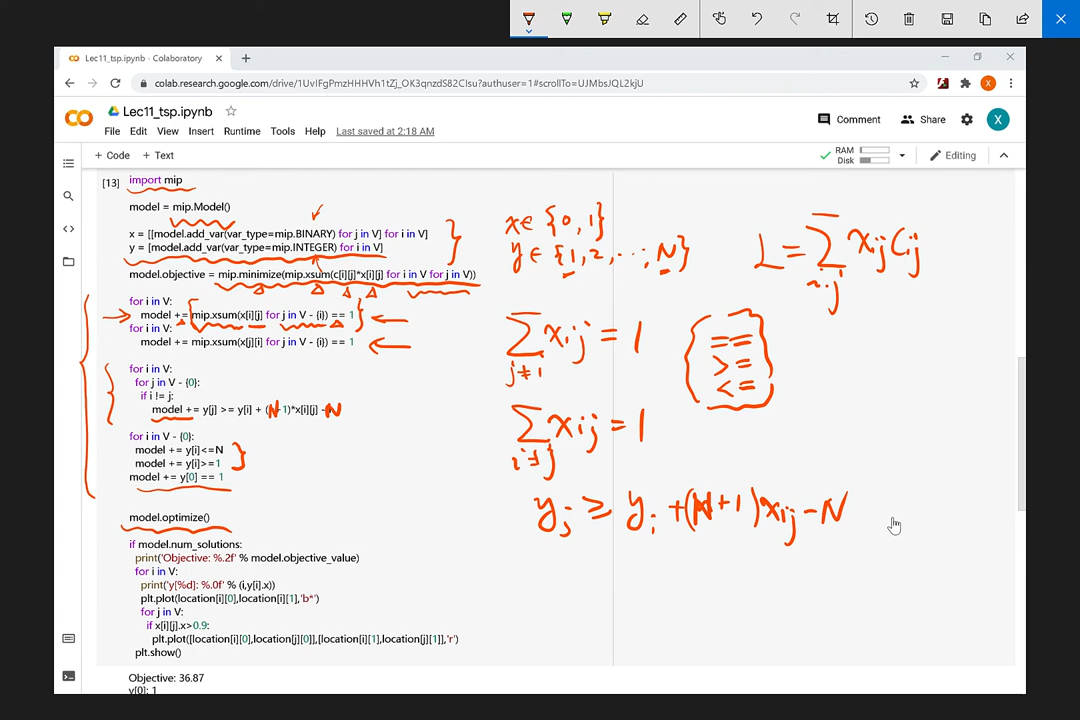 Lec11_tsp.ipynb - Colaboratory
colab.research.google.com/drive/1UvIFgPmzHHHVh1tZj_OK3qnzdS82CIsu?authuser=1#scrollTo=UJMbsJQL2kjU
Lec11_tsp.ipynb
File Edit View Insert Runtime Tools Help Last saved at 2:18 AM
Comment Share X
+ Code + Text
RAM
Disk
Editing
[13] import mip
model = mip.Model()
x = [[model.add_var(var_type=mip.BINARY) for j in V] for i in V]
y = [model.add_var(var_type=mip.INTEGER) for i in V]
model.objective = mip.minimize(mip.xsum(c[i][j]*x[i][j] for i in V for j in V))
for i in V:
model += mip.xsum(x[i][j] for j in V - {i}) == 1
for i in V:
model += mip.xsum(x[j][i] for j in V - {i}) == 1
for i in V:
for j in V - {0}:
if i != j:
model += y[j] >= y[i] + (N+1)*x[i][j] - N
for i in V - {0}:
model += y[i]<=N
model += y[i]>=1
model += y[0] == 1
model.optimize()
if model.num_solutions:
print('Objective: %.2f' % model.objective_value)
for i in V:
print('y[%d]: %.0f' % (i,y[i].x))
plt.plot(location[i][0],location[i][1],'b*')
for j in V:
if x[i][j].x>0.9:
plt.plot([location[i][0],location[j][0]],[location[i][1],location[j][1]],'r')
plt.show()
Objective: 36.87
y[0]: 1
x ∈ {0, 1}
y ∈ {1, 2, ..., N}
L = ∑ xij Cij
i.j
∑ xij = 1
j≠i
==
>=
<=
∑ xij = 1
i≠j
yj ≥ yi + (N+1) xij - N